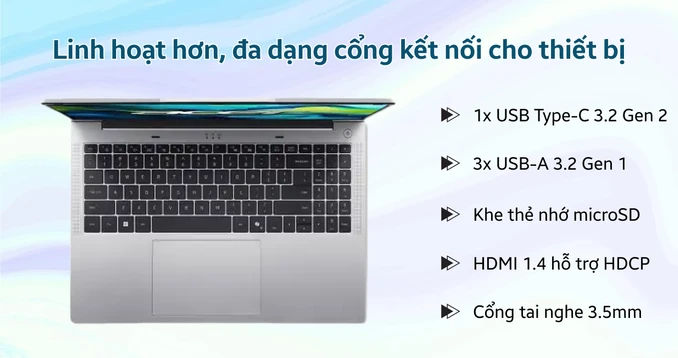 Linh hoạt hơn, đa dạng cổng kết nối cho thiết bị
1x USB Type-C 3.2 Gen 2
3x USB-A 3.2 Gen 1
Khe thẻ nhớ microSD
HDMI 1.4 hỗ trợ HDCP
Cổng tai nghe 3.5mm